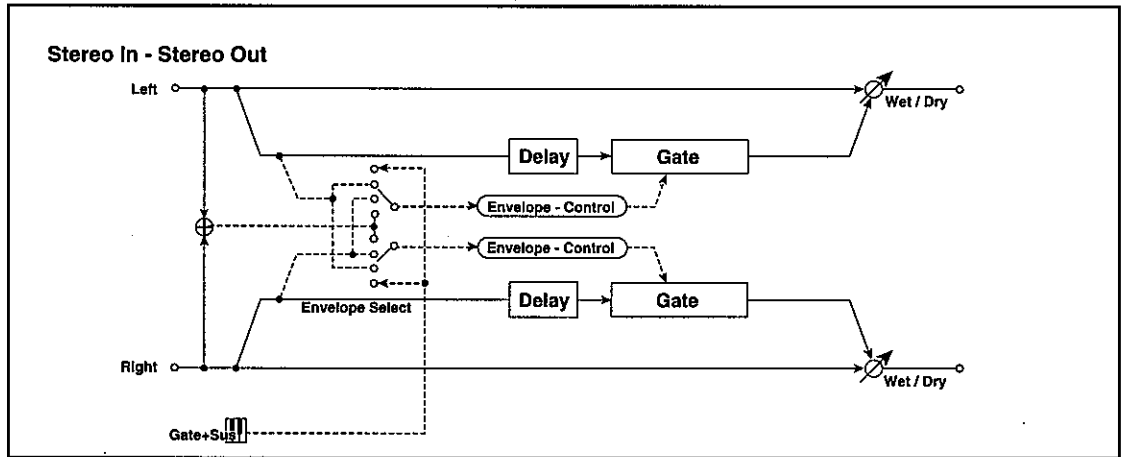 Stereo In - Stereo Out
Left
Wet / Dry
Delay
Gate
Envelope - Control
Envelope - Control
Delay
Gate
Envelope Select
Right
Wet / Dry
Gate+Sus